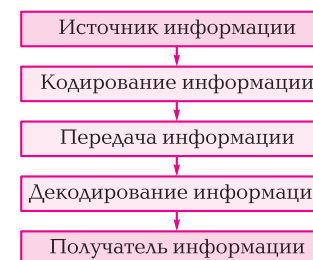 Источник информации
Кодирование информации
Передача информации
Декодирование информаци
Получатель информации